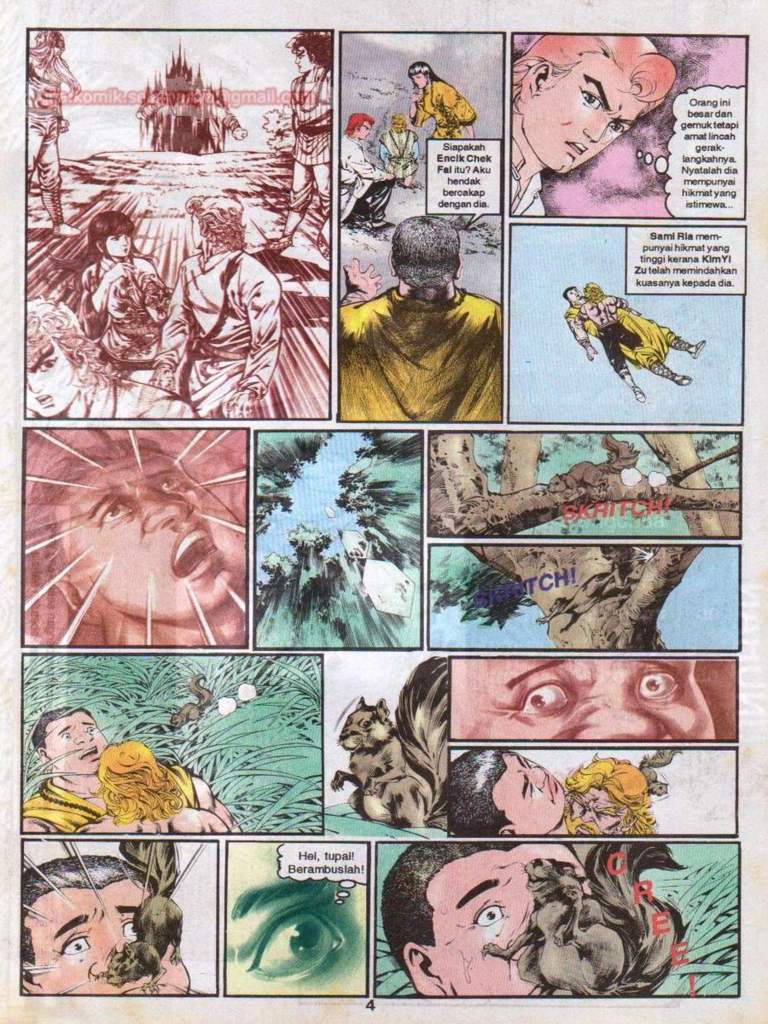 Siapakah
Encik Chek
Fai itu? Aku
hendak
bercakap
dengan dia.
Orang ini
besar dan
gemuk tetapi
amat lincah
gerak-
langkahnya.
Nyatalah dia
mempunyai
hikmat yang
istimewa...
Sami Ria mem-
punyai hikmat yang
tinggi kerana KimYi
Zu telah memindahkan
kuasanya kepada dia.
SKRITCH!
SKRITCH!
Hei, tupai!
Berambuslah!
CREEE!
4